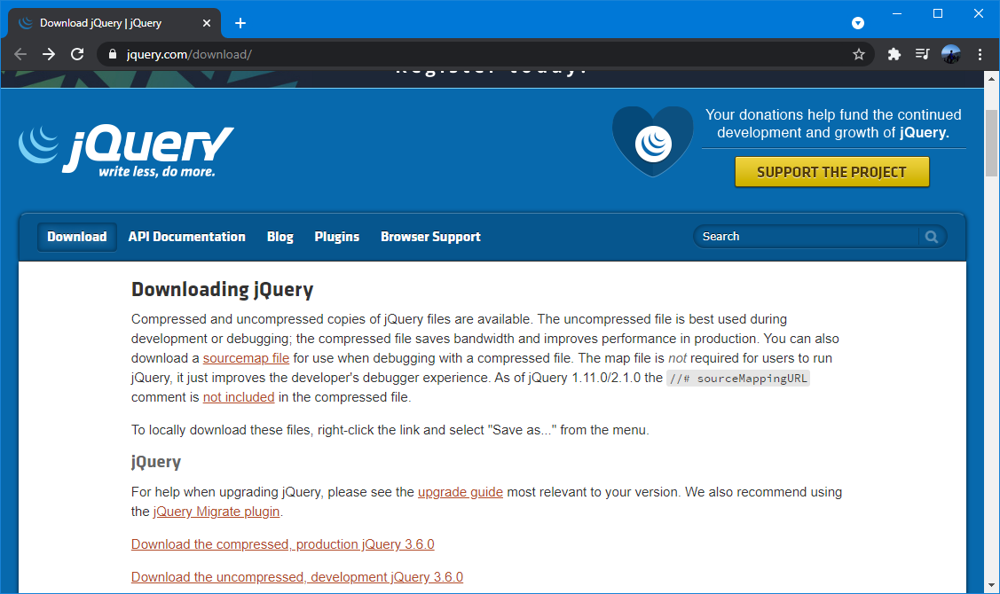 Download jQuery | jQuery
jquery.com/download/
Register today!
jQuery
write less, do more.
Your donations help fund the continued
development and growth of jQuery.
SUPPORT THE PROJECT
Download API Documentation Blog Plugins Browser Support Search
Downloading jQuery
Compressed and uncompressed copies of jQuery files are available. The uncompressed file is best used during
development or debugging; the compressed file saves bandwidth and improves performance in production. You can also
download a sourcemap file for use when debugging with a compressed file. The map file is not required for users to run
jQuery, it just improves the developer's debugger experience. As of jQuery 1.11.0/2.1.0 the //# sourceMappingURL
comment is not included in the compressed file.
To locally download these files, right-click the link and select "Save as..." from the menu.
jQuery
For help when upgrading jQuery, please see the upgrade guide most relevant to your version. We also recommend using
the jQuery Migrate plugin.
Download the compressed, production jQuery 3.6.0
Download the uncompressed, development jQuery 3.6.0